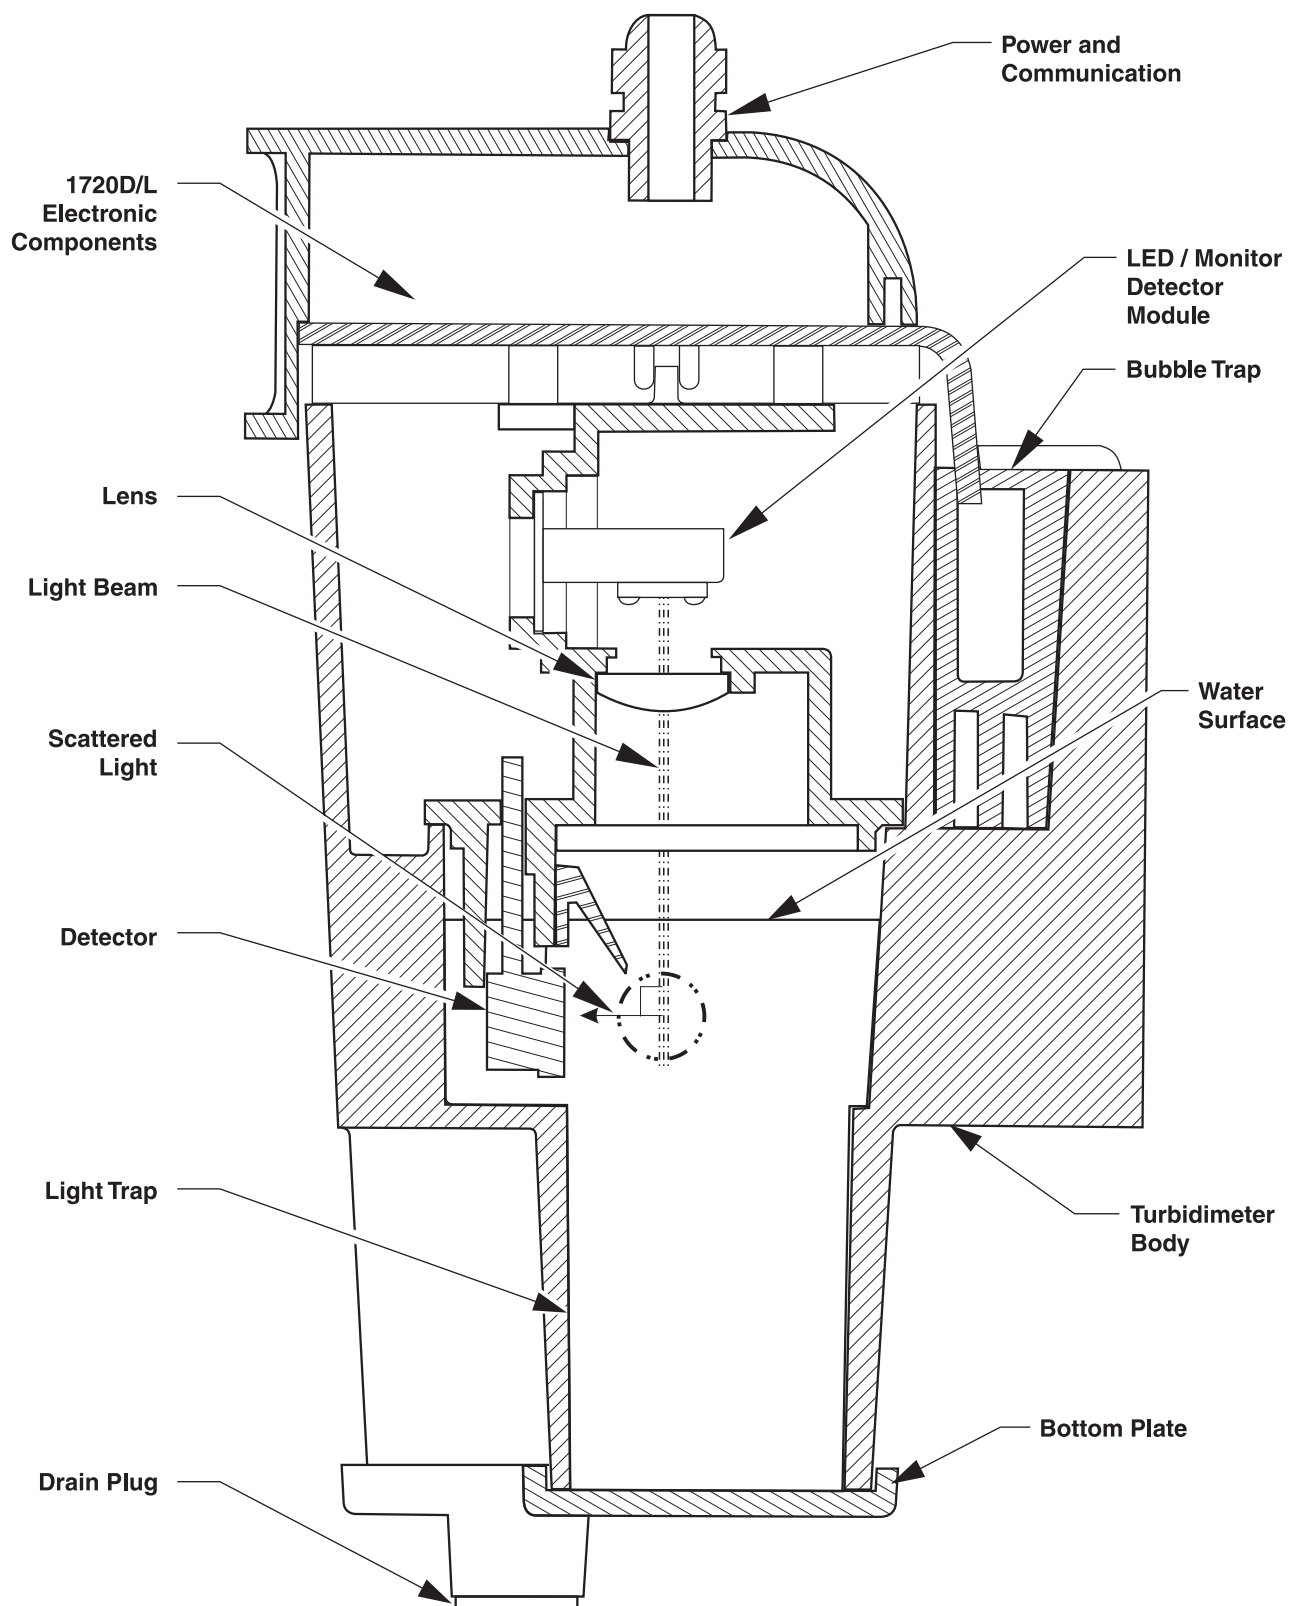 Power and
Communication
1720D/L
Electronic
Components
LED / Monitor
Detector
Module
Bubble Trap
Lens
Light Beam
Water
Surface
Scattered
Light
Detector
Light Trap
Turbidimeter
Body
Bottom Plate
Drain Plug